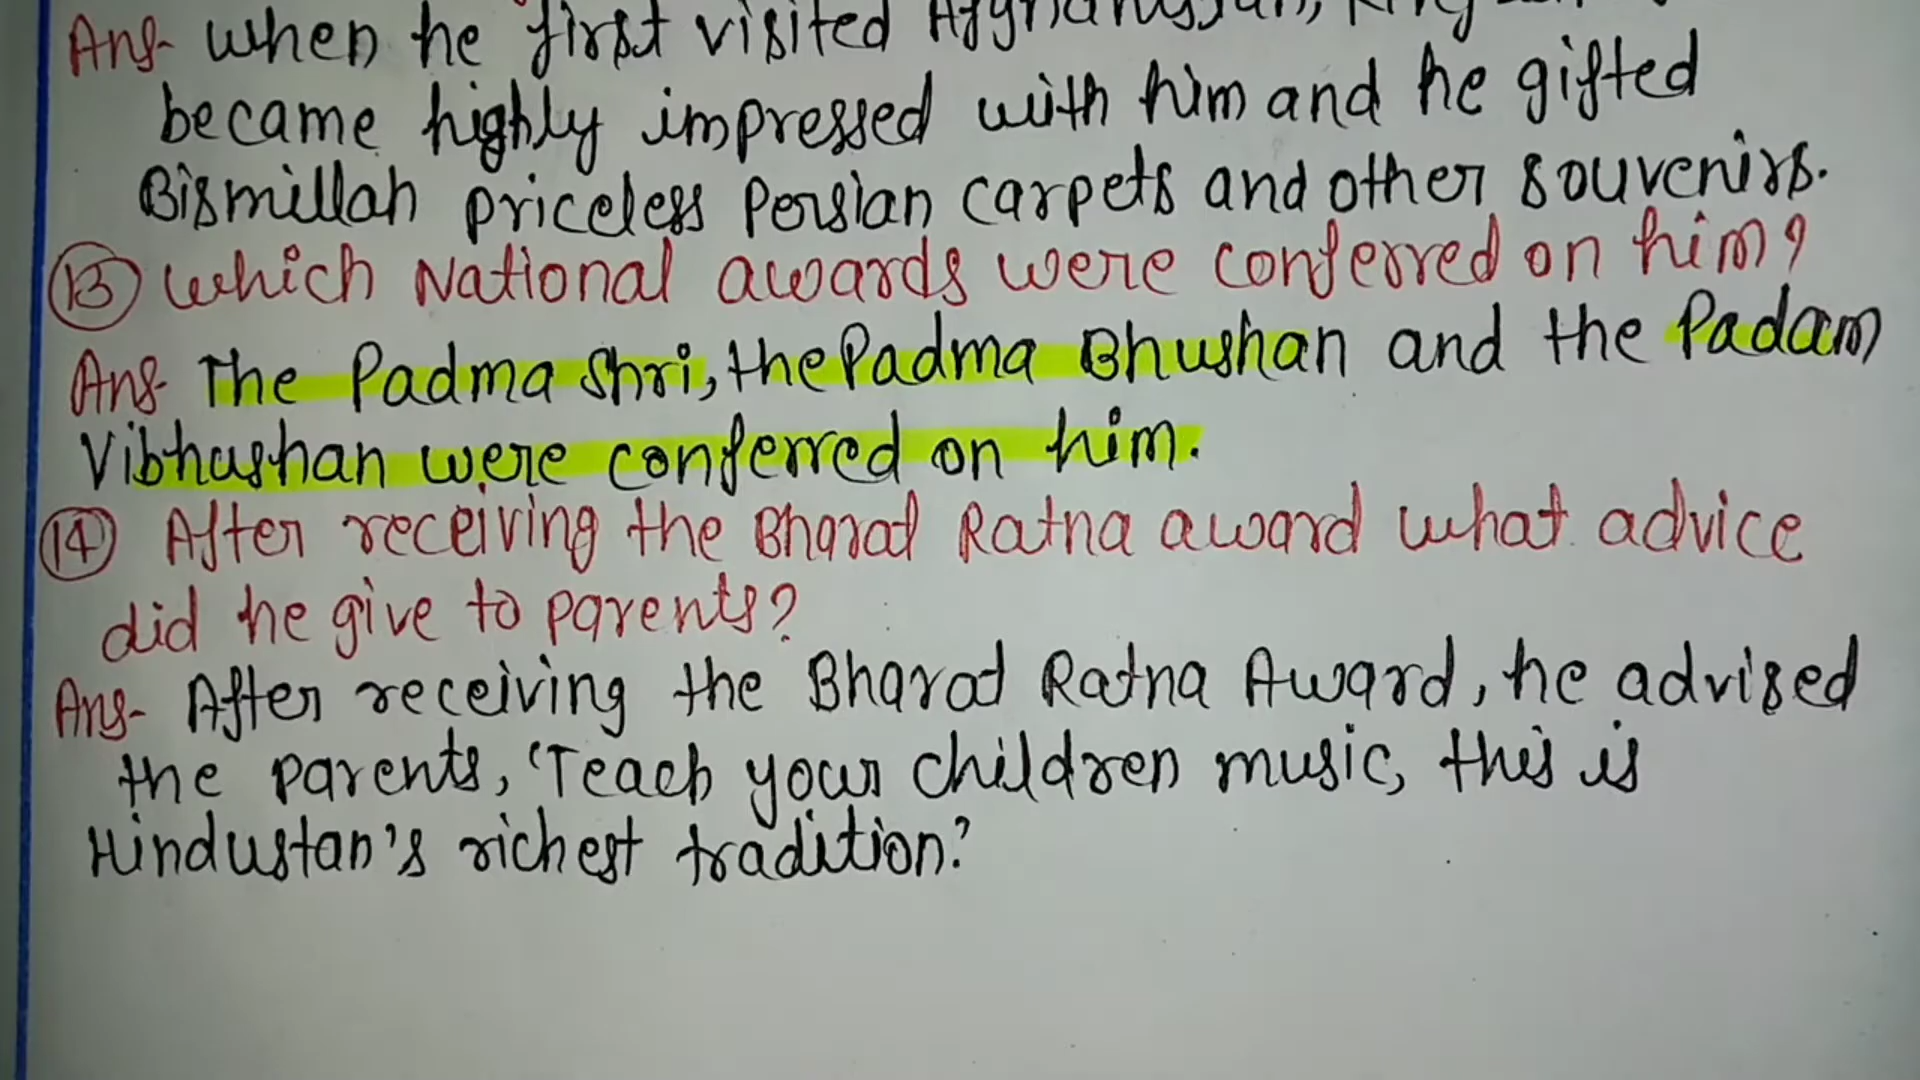 Ans- When he first visited Afghanistan, King
became highly impressed with him and he gifted
Bismillah priceless Persian carpets and other souvenirs.
13 Which National awards were conferred on him?
Ans- The Padma Shri, the Padma Bhushan and the Padam
Vibhushan were conferred on him.
14 After receiving the Bharat Ratna award what advice
did he give to parents?
Ans- After receiving the Bharat Ratna Award, he advised
the parents, 'Teach your children music, this is
Hindustan's richest tradition.'